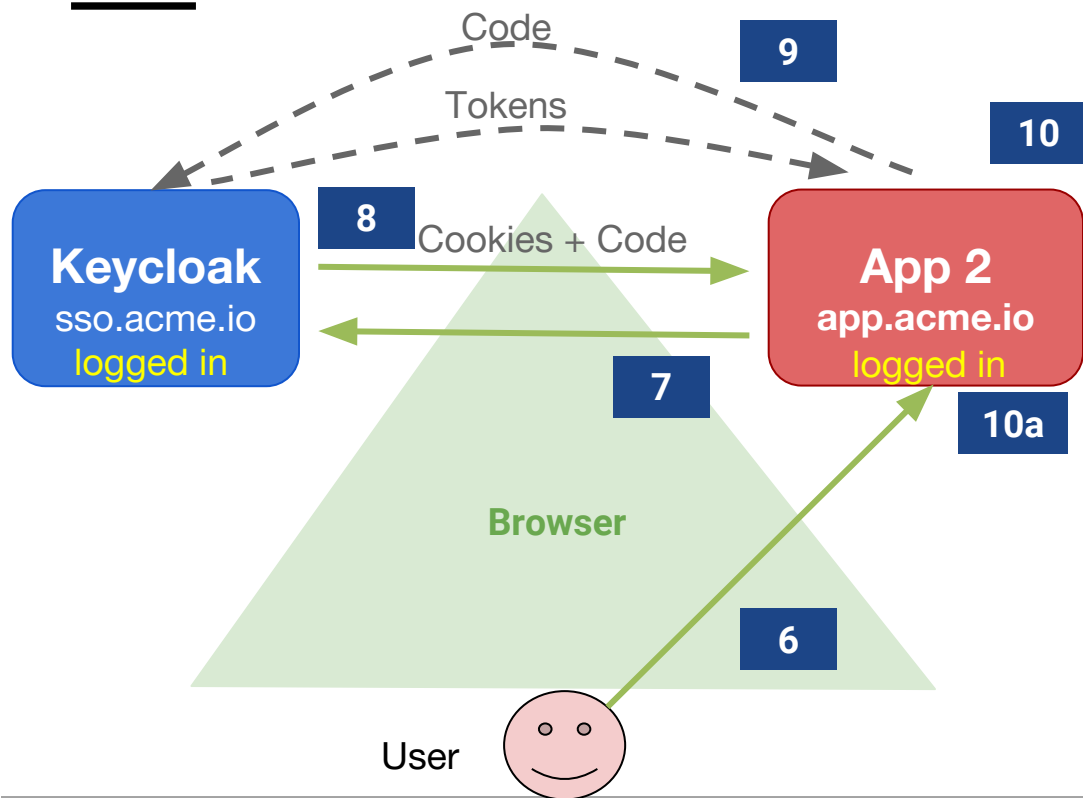 Code
9
Tokens
10
8
Cookies + Code
Keycloak
sso.acme.io
logged in
App 2
app.acme.io
logged in
7
10a
Browser
6
User